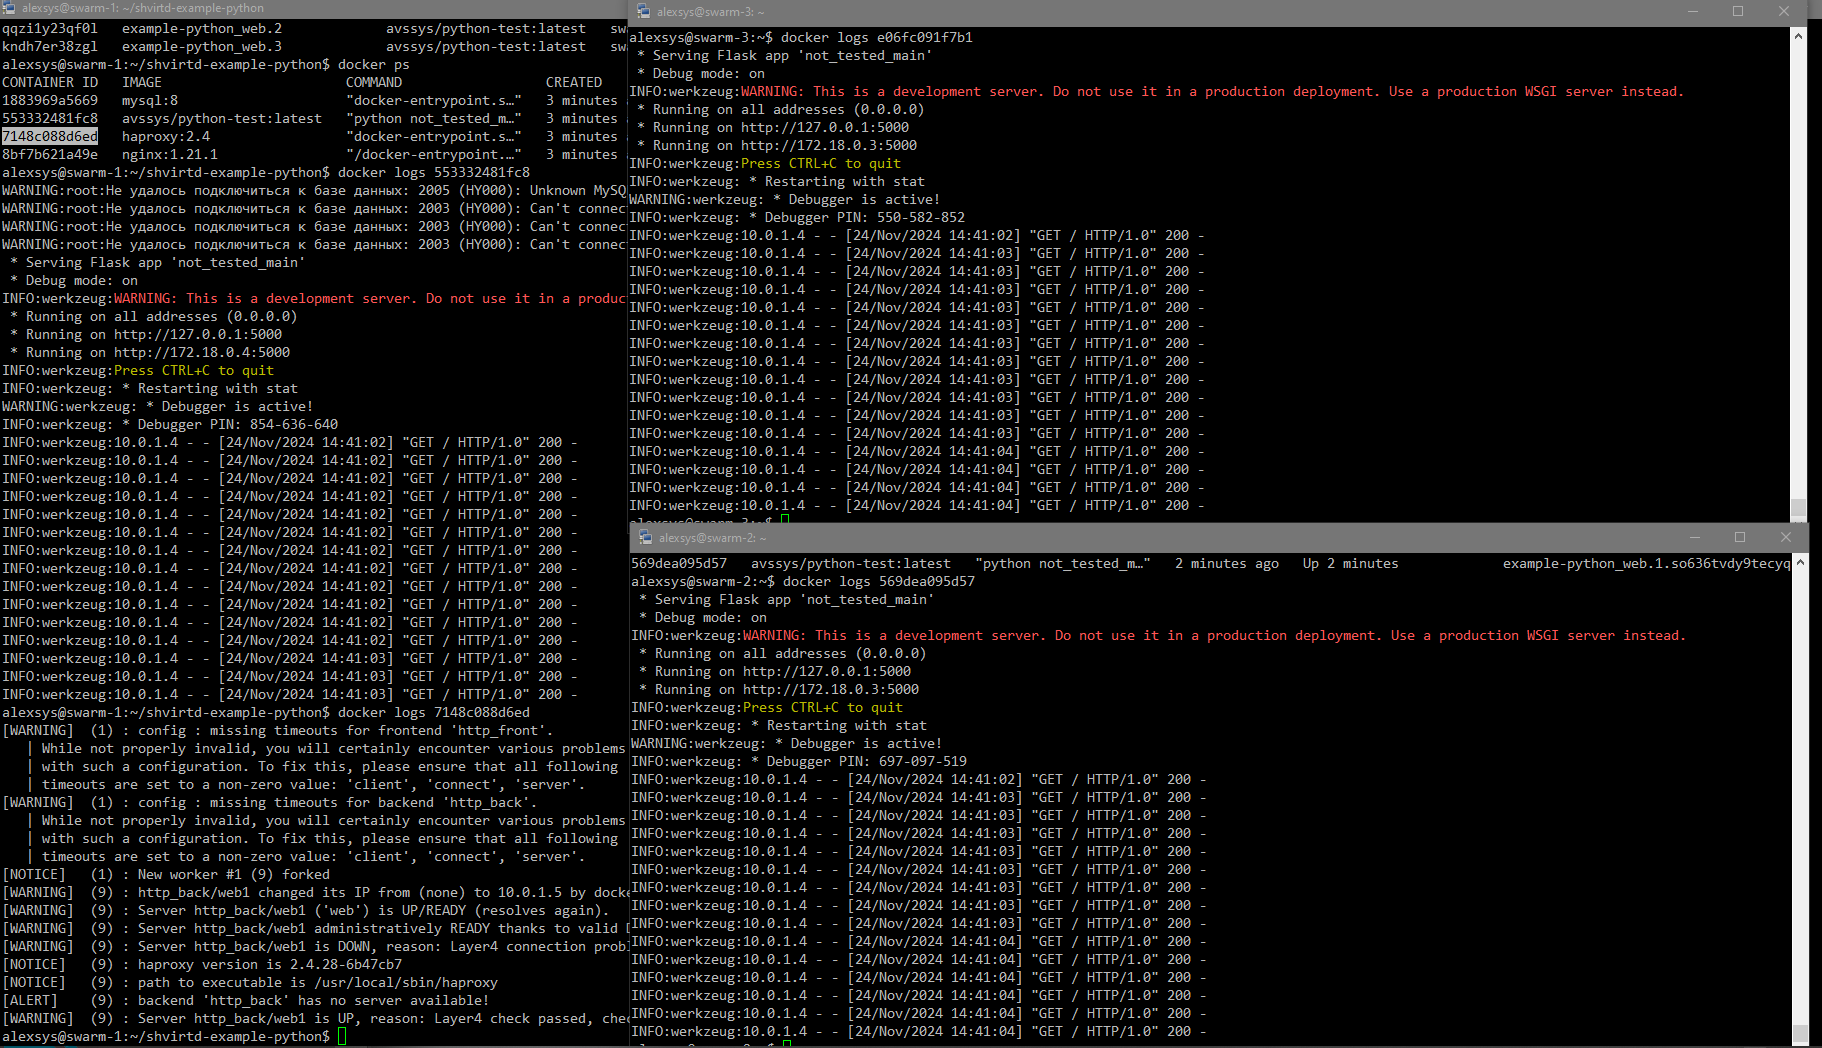 alexsys@swarm-1: ~/shvirtd-example-python
qqzi1y23qf0l   example-python_web.2             avssys/python-test:latest   sw
kndh7er38zgl   example-python_web.3             avssys/python-test:latest   sw
alexsys@swarm-1:~/shvirtd-example-python$ docker ps
CONTAINER ID   IMAGE                       COMMAND                  CREATED
1883969a5669   mysql:8                     "docker-entrypoint.s…"   3 minutes
553332481fc8   avssys/python-test:latest   "python not_tested_m…"   3 minutes
7148c088d6ed   haproxy:2.4                 "docker-entrypoint.s…"   3 minutes
8bf7b621a49e   nginx:1.21.1                "/docker-entrypoint.…"   3 minutes
alexsys@swarm-1:~/shvirtd-example-python$ docker logs 553332481fc8
WARNING:root:Не удалось подключиться к базе данных: 2005 (HY000): Unknown MySQ
WARNING:root:Не удалось подключиться к базе данных: 2003 (HY000): Can't connec
WARNING:root:Не удалось подключиться к базе данных: 2003 (HY000): Can't connec
WARNING:root:Не удалось подключиться к базе данных: 2003 (HY000): Can't connec
 * Serving Flask app 'not_tested_main'
 * Debug mode: on
INFO:werkzeug:WARNING: This is a development server. Do not use it in a produc
 * Running on all addresses (0.0.0.0)
 * Running on http://127.0.0.1:5000
 * Running on http://172.18.0.4:5000
INFO:werkzeug:Press CTRL+C to quit
INFO:werkzeug: * Restarting with stat
WARNING:werkzeug: * Debugger is active!
INFO:werkzeug: * Debugger PIN: 854-636-640
INFO:werkzeug:10.0.1.4 - - [24/Nov/2024 14:41:02] "GET / HTTP/1.0" 200 -
INFO:werkzeug:10.0.1.4 - - [24/Nov/2024 14:41:02] "GET / HTTP/1.0" 200 -
INFO:werkzeug:10.0.1.4 - - [24/Nov/2024 14:41:02] "GET / HTTP/1.0" 200 -
INFO:werkzeug:10.0.1.4 - - [24/Nov/2024 14:41:02] "GET / HTTP/1.0" 200 -
INFO:werkzeug:10.0.1.4 - - [24/Nov/2024 14:41:02] "GET / HTTP/1.0" 200 -
INFO:werkzeug:10.0.1.4 - - [24/Nov/2024 14:41:02] "GET / HTTP/1.0" 200 -
INFO:werkzeug:10.0.1.4 - - [24/Nov/2024 14:41:02] "GET / HTTP/1.0" 200 -
INFO:werkzeug:10.0.1.4 - - [24/Nov/2024 14:41:02] "GET / HTTP/1.0" 200 -
INFO:werkzeug:10.0.1.4 - - [24/Nov/2024 14:41:02] "GET / HTTP/1.0" 200 -
INFO:werkzeug:10.0.1.4 - - [24/Nov/2024 14:41:02] "GET / HTTP/1.0" 200 -
INFO:werkzeug:10.0.1.4 - - [24/Nov/2024 14:41:02] "GET / HTTP/1.0" 200 -
INFO:werkzeug:10.0.1.4 - - [24/Nov/2024 14:41:02] "GET / HTTP/1.0" 200 -
INFO:werkzeug:10.0.1.4 - - [24/Nov/2024 14:41:03] "GET / HTTP/1.0" 200 -
INFO:werkzeug:10.0.1.4 - - [24/Nov/2024 14:41:03] "GET / HTTP/1.0" 200 -
INFO:werkzeug:10.0.1.4 - - [24/Nov/2024 14:41:03] "GET / HTTP/1.0" 200 -
alexsys@swarm-1:~/shvirtd-example-python$ docker logs 7148c088d6ed
[WARNING]  (1) : config : missing timeouts for frontend 'http_front'.
   | While not properly invalid, you will certainly encounter various problems
   | with such a configuration. To fix this, please ensure that all following
   | timeouts are set to a non-zero value: 'client', 'connect', 'server'.
[WARNING]  (1) : config : missing timeouts for backend 'http_back'.
   | While not properly invalid, you will certainly encounter various problems
   | with such a configuration. To fix this, please ensure that all following
   | timeouts are set to a non-zero value: 'client', 'connect', 'server'.
[NOTICE]   (1) : New worker #1 (9) forked
[WARNING]  (9) : http_back/web1 changed its IP from (none) to 10.0.1.5 by docke
[WARNING]  (9) : Server http_back/web1 ('web') is UP/READY (resolves again).
[WARNING]  (9) : Server http_back/web1 administratively READY thanks to valid D
[WARNING]  (9) : Server http_back/web1 is DOWN, reason: Layer4 connection probl
[NOTICE]   (9) : haproxy version is 2.4.28-6b47cb7
[NOTICE]   (9) : path to executable is /usr/local/sbin/haproxy
[ALERT]    (9) : backend 'http_back' has no server available!
[WARNING]  (9) : Server http_back/web1 is UP, reason: Layer4 check passed, chec
alexsys@swarm-1:~/shvirtd-example-python$
alexsys@swarm-3: ~
alexsys@swarm-3:~$ docker logs e06fc091f7b1
 * Serving Flask app 'not_tested_main'
 * Debug mode: on
INFO:werkzeug:WARNING: This is a development server. Do not use it in a production deployment. Use a production WSGI server instead.
 * Running on all addresses (0.0.0.0)
 * Running on http://127.0.0.1:5000
 * Running on http://172.18.0.3:5000
INFO:werkzeug:Press CTRL+C to quit
INFO:werkzeug: * Restarting with stat
WARNING:werkzeug: * Debugger is active!
INFO:werkzeug: * Debugger PIN: 550-582-852
INFO:werkzeug:10.0.1.4 - - [24/Nov/2024 14:41:02] "GET / HTTP/1.0" 200 -
INFO:werkzeug:10.0.1.4 - - [24/Nov/2024 14:41:03] "GET / HTTP/1.0" 200 -
INFO:werkzeug:10.0.1.4 - - [24/Nov/2024 14:41:03] "GET / HTTP/1.0" 200 -
INFO:werkzeug:10.0.1.4 - - [24/Nov/2024 14:41:03] "GET / HTTP/1.0" 200 -
INFO:werkzeug:10.0.1.4 - - [24/Nov/2024 14:41:03] "GET / HTTP/1.0" 200 -
INFO:werkzeug:10.0.1.4 - - [24/Nov/2024 14:41:03] "GET / HTTP/1.0" 200 -
INFO:werkzeug:10.0.1.4 - - [24/Nov/2024 14:41:03] "GET / HTTP/1.0" 200 -
INFO:werkzeug:10.0.1.4 - - [24/Nov/2024 14:41:03] "GET / HTTP/1.0" 200 -
INFO:werkzeug:10.0.1.4 - - [24/Nov/2024 14:41:03] "GET / HTTP/1.0" 200 -
INFO:werkzeug:10.0.1.4 - - [24/Nov/2024 14:41:03] "GET / HTTP/1.0" 200 -
INFO:werkzeug:10.0.1.4 - - [24/Nov/2024 14:41:03] "GET / HTTP/1.0" 200 -
INFO:werkzeug:10.0.1.4 - - [24/Nov/2024 14:41:03] "GET / HTTP/1.0" 200 -
INFO:werkzeug:10.0.1.4 - - [24/Nov/2024 14:41:04] "GET / HTTP/1.0" 200 -
INFO:werkzeug:10.0.1.4 - - [24/Nov/2024 14:41:04] "GET / HTTP/1.0" 200 -
INFO:werkzeug:10.0.1.4 - - [24/Nov/2024 14:41:04] "GET / HTTP/1.0" 200 -
INFO:werkzeug:10.0.1.4 - - [24/Nov/2024 14:41:04] "GET / HTTP/1.0" 200 -
alexsys@swarm-3:~$
alexsys@swarm-2: ~
569dea095d57   avssys/python-test:latest   "python not_tested_m…"   2 minutes ago   Up 2 minutes             example-python_web.1.so636tvdy9tecyq
alexsys@swarm-2:~$ docker logs 569dea095d57
 * Serving Flask app 'not_tested_main'
 * Debug mode: on
INFO:werkzeug:WARNING: This is a development server. Do not use it in a production deployment. Use a production WSGI server instead.
 * Running on all addresses (0.0.0.0)
 * Running on http://127.0.0.1:5000
 * Running on http://172.18.0.3:5000
INFO:werkzeug:Press CTRL+C to quit
INFO:werkzeug: * Restarting with stat
WARNING:werkzeug: * Debugger is active!
INFO:werkzeug: * Debugger PIN: 697-097-519
INFO:werkzeug:10.0.1.4 - - [24/Nov/2024 14:41:02] "GET / HTTP/1.0" 200 -
INFO:werkzeug:10.0.1.4 - - [24/Nov/2024 14:41:03] "GET / HTTP/1.0" 200 -
INFO:werkzeug:10.0.1.4 - - [24/Nov/2024 14:41:03] "GET / HTTP/1.0" 200 -
INFO:werkzeug:10.0.1.4 - - [24/Nov/2024 14:41:03] "GET / HTTP/1.0" 200 -
INFO:werkzeug:10.0.1.4 - - [24/Nov/2024 14:41:03] "GET / HTTP/1.0" 200 -
INFO:werkzeug:10.0.1.4 - - [24/Nov/2024 14:41:03] "GET / HTTP/1.0" 200 -
INFO:werkzeug:10.0.1.4 - - [24/Nov/2024 14:41:03] "GET / HTTP/1.0" 200 -
INFO:werkzeug:10.0.1.4 - - [24/Nov/2024 14:41:03] "GET / HTTP/1.0" 200 -
INFO:werkzeug:10.0.1.4 - - [24/Nov/2024 14:41:03] "GET / HTTP/1.0" 200 -
INFO:werkzeug:10.0.1.4 - - [24/Nov/2024 14:41:04] "GET / HTTP/1.0" 200 -
INFO:werkzeug:10.0.1.4 - - [24/Nov/2024 14:41:04] "GET / HTTP/1.0" 200 -
INFO:werkzeug:10.0.1.4 - - [24/Nov/2024 14:41:04] "GET / HTTP/1.0" 200 -
INFO:werkzeug:10.0.1.4 - - [24/Nov/2024 14:41:04] "GET / HTTP/1.0" 200 -
INFO:werkzeug:10.0.1.4 - - [24/Nov/2024 14:41:04] "GET / HTTP/1.0" 200 -
INFO:werkzeug:10.0.1.4 - - [24/Nov/2024 14:41:04] "GET / HTTP/1.0" 200 -